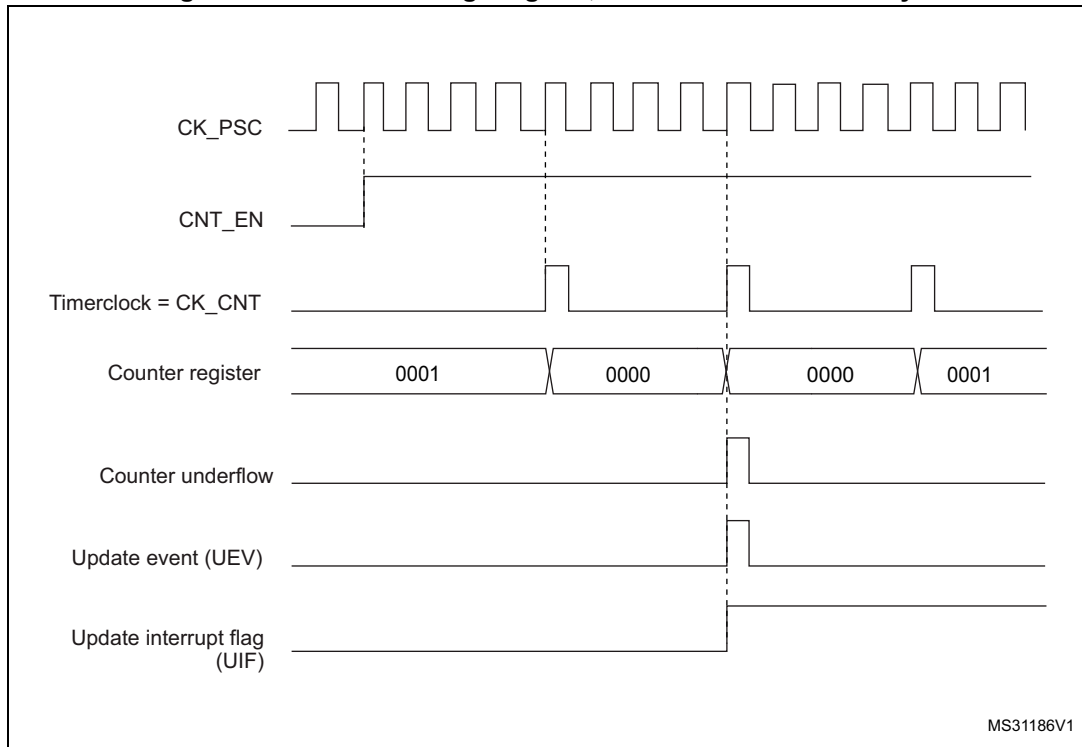 CK_PSC
CNT_EN
Timerclock = CK_CNT
Counter register 0001 0000 0000 0001
Counter underflow
Update event (UEV)
Update interrupt flag
(UIF)
MS31186V1